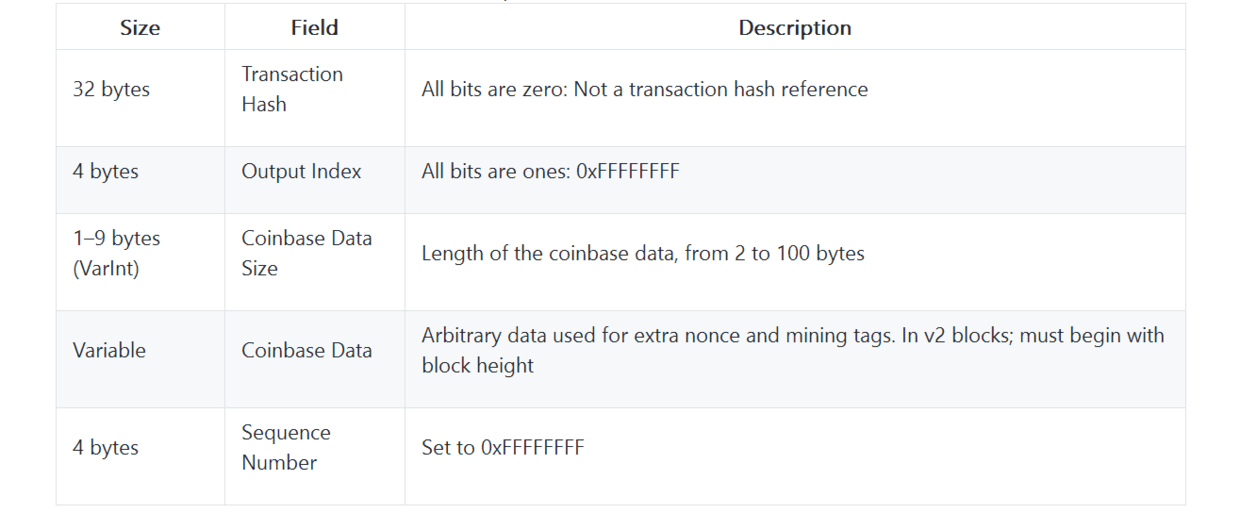 Size Field Description
32 bytes
Transaction
Hash
All bits are zero: Not a transaction hash reference
4 bytes
Output Index
All bits are ones: 0xFFFFFFFF
1–9 bytes
(VarInt)
Coinbase Data
Size
Length of the coinbase data, from 2 to 100 bytes
Variable
Coinbase Data
Arbitrary data used for extra nonce and mining tags. In v2 blocks; must begin with
block height
4 bytes
Sequence
Number
Set to 0xFFFFFFFF